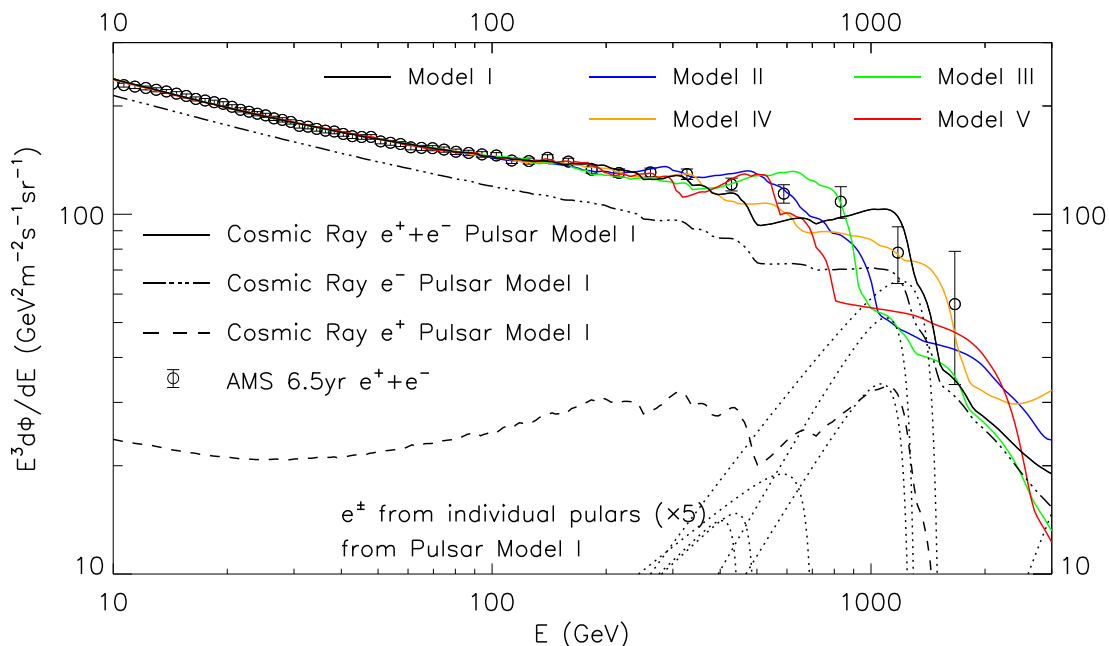 10 100 1000
Model I Model II Model III
Model IV Model V
100 100
Cosmic Ray e⁺+e⁻ Pulsar Model I
Cosmic Ray e⁻ Pulsar Model I
Cosmic Ray e⁺ Pulsar Model I
AMS 6.5yr e⁺+e⁻
E³dΦ/dE (GeV²m⁻²s⁻¹sr⁻¹)
e± from individual pulars (×5)
from Pulsar Model I
10 10
10 100 1000
E (GeV)